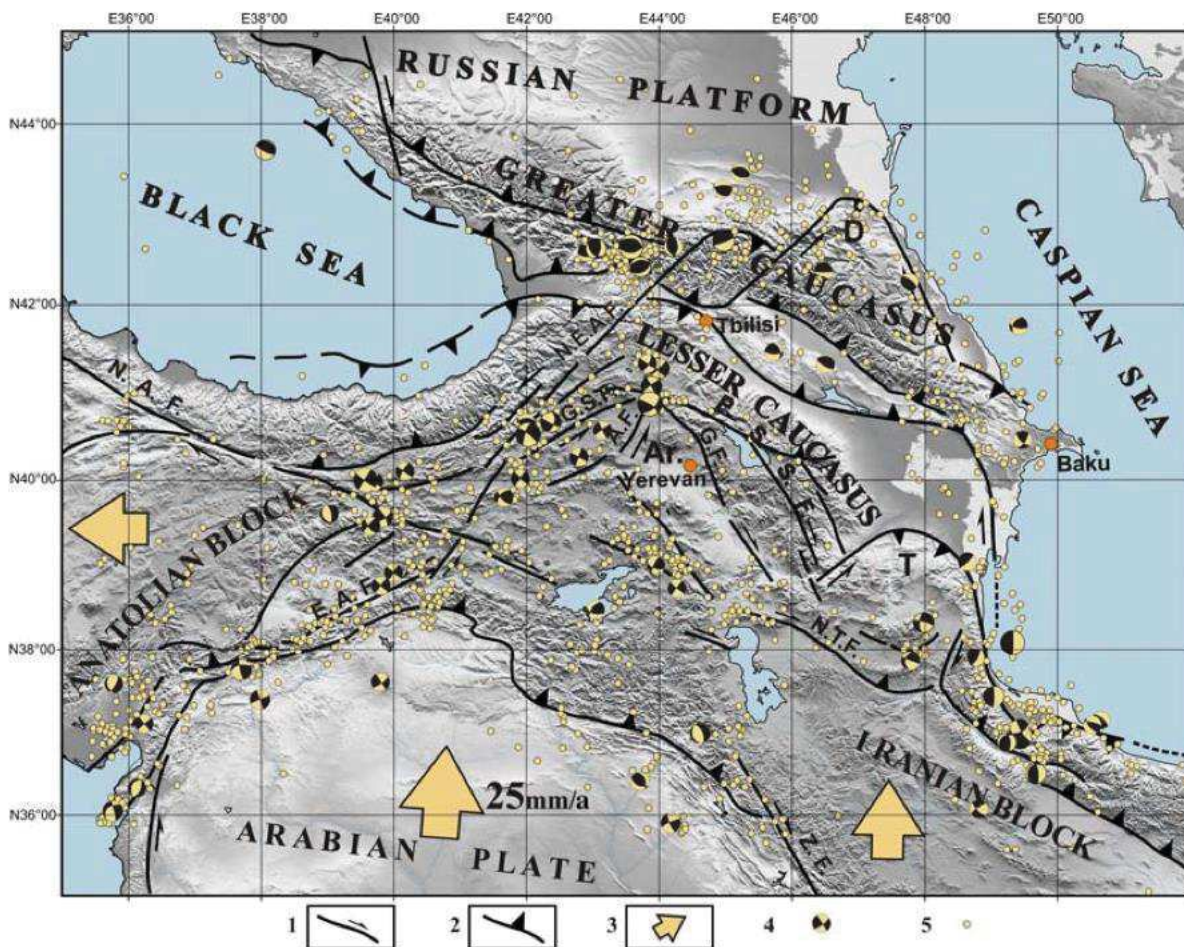 E36°00 E38°00 E40°00 E42°00 E44°00 E46°00 E48°00 E50°00
RUSSIAN PLATFORM
N44°00
GREATER CAUCASUS
BLACK SEA
CASPIAN SEA
D
N42°00
N.E.A.F.
Tbilisi
LESSER CAUCASUS
N. A. F.
G.S.F.
A.F.
P. S. S. F.
G.F.
Ar.
N40°00
Yerevan
Baku
ANATOLIAN BLOCK
T
E.A.F.
N.T.F.
N38°00
IRANIAN BLOCK
25mm/a
N36°00
ARABIAN PLATE
1 2 3 4 5